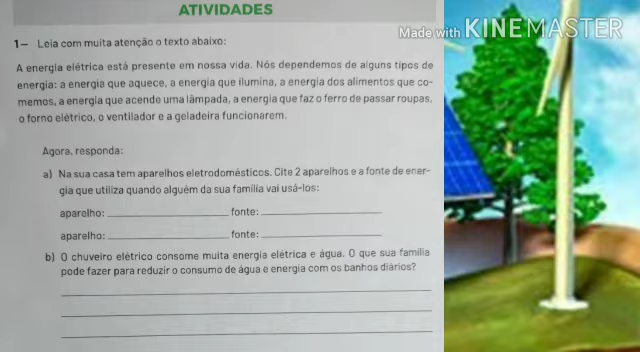 ATIVIDADES
Made with KINEMASTER
1– Leia com muita atenção o texto abaixo:
A energia elétrica está presente em nossa vida. Nós dependemos de alguns tipos de
energia: a energia que aquece, a energia que ilumina, a energia dos alimentos que co-
memos, a energia que acende uma lâmpada, a energia que faz o ferro de passar roupas,
o forno elétrico, o ventilador e a geladeira funcionarem.
Agora, responda:
a) Na sua casa tem aparelhos eletrodomésticos. Cite 2 aparelhos e a fonte de ener-
gia que utiliza quando alguém da sua família vai usá-los:
aparelho: ____________ fonte: ____________
aparelho: ____________ fonte: ____________
b) O chuveiro elétrico consome muita energia elétrica e água. O que sua família
pode fazer para reduzir o consumo de água e energia com os banhos diários?